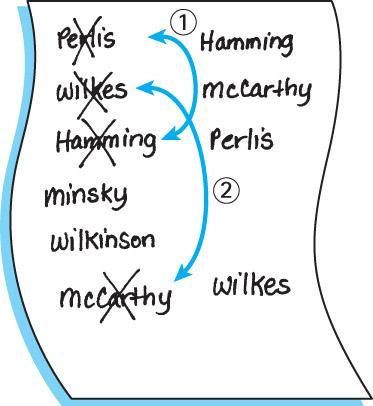 ①
Perlis Hamming
Wilkes McCarthy
Hamming Perlis
Minsky
②
Wilkinson
McCarthy Wilkes